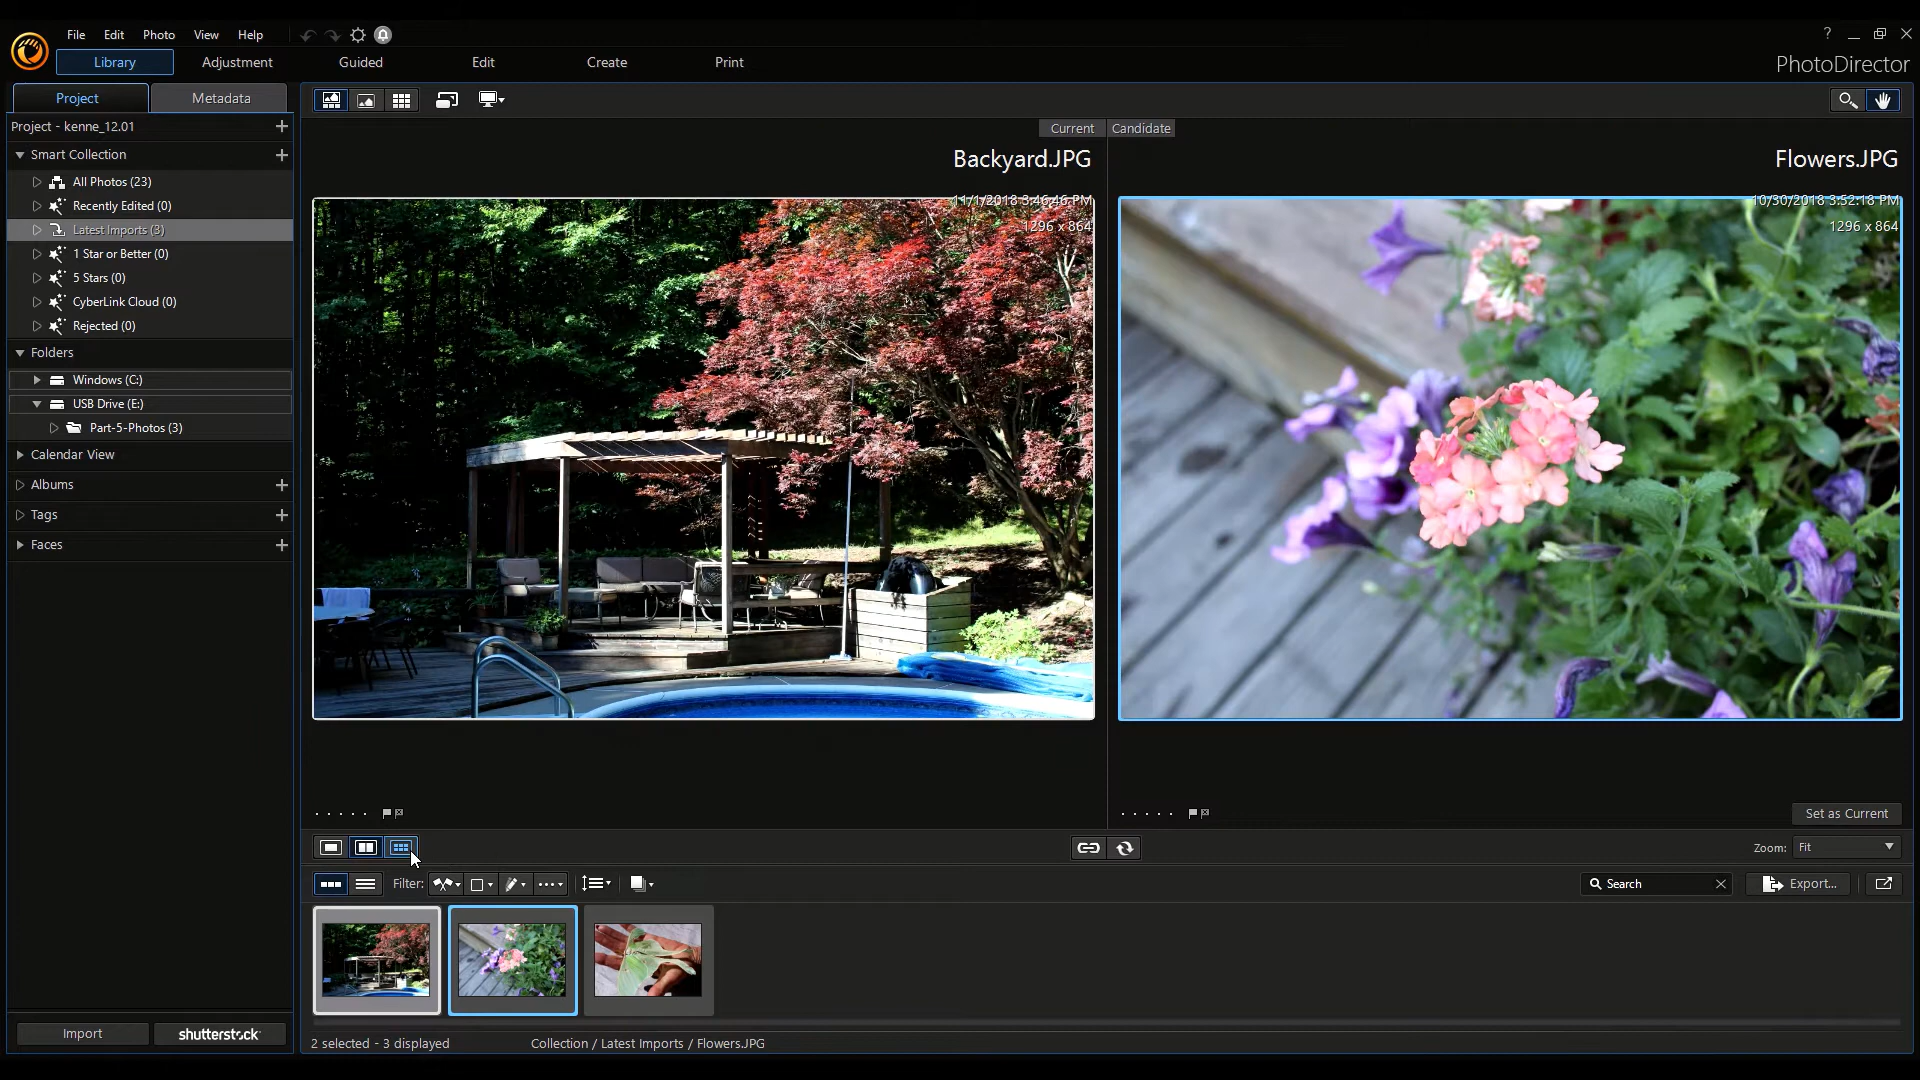 File Edit Photo View Help
?
Library Adjustment Guided Edit Create Print
PhotoDirector
Project Metadata
Project - kenne_12.01
Smart Collection
All Photos (23)
Recently Edited (0)
Latest Imports (3)
1 Star or Better (0)
5 Stars (0)
CyberLink Cloud (0)
Rejected (0)
Folders
Windows (C:)
USB Drive (E:)
Part-5-Photos (3)
Calendar View
Albums
Tags
Faces
Import shutterstock
Current Candidate
Backyard.JPG
11/1/2018 3:46:46 PM
1296 x 864
Flowers.JPG
10/30/2018 3:52:18 PM
1296 x 864
Set as Current
Zoom: Fit
Filter:
Search
Export...
2 selected - 3 displayed
Collection / Latest Imports / Flowers.JPG